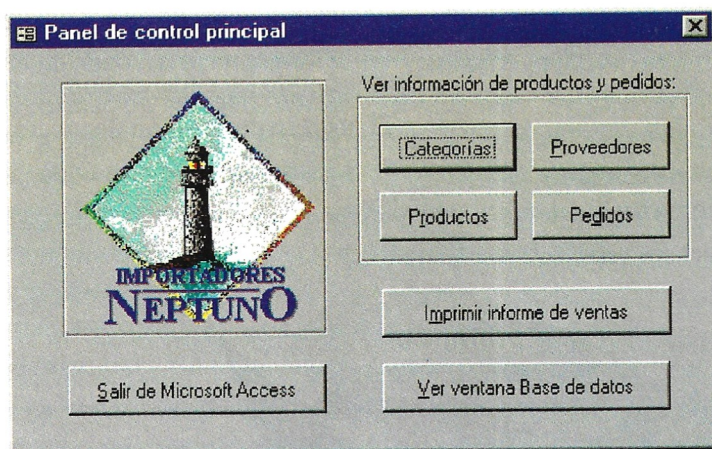 Panel de control principal
Ver información de productos y pedidos:
Categorías
Proveedores
Productos
Pedidos
IMPORTADORES
NEPTUNO
Imprimir informe de ventas
Salir de Microsoft Access
Ver ventana Base de datos